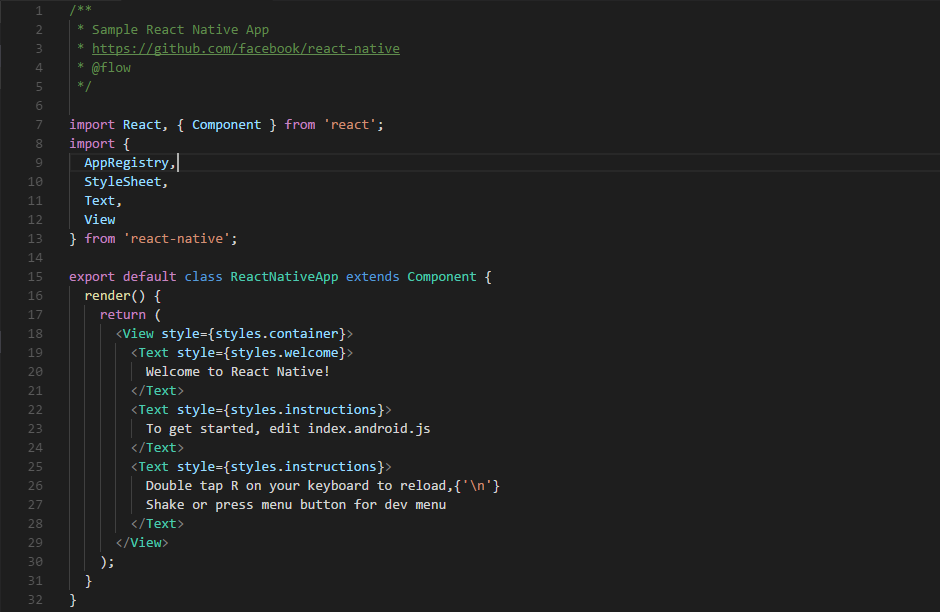 1 /**
2  * Sample React Native App
3  * https://github.com/facebook/react-native
4  * @flow
5  */
6
7 import React, { Component } from 'react';
8 import {
9   AppRegistry,
10   StyleSheet,
11   Text,
12   View
13 } from 'react-native';
14
15 export default class ReactNativeApp extends Component {
16   render() {
17     return (
18       <View style={styles.container}>
19         <Text style={styles.welcome}>
20           Welcome to React Native!
21         </Text>
22         <Text style={styles.instructions}>
23           To get started, edit index.android.js
24         </Text>
25         <Text style={styles.instructions}>
26           Double tap R on your keyboard to reload,{'\n'}
27           Shake or press menu button for dev menu
28         </Text>
29       </View>
30     );
31   }
32 }